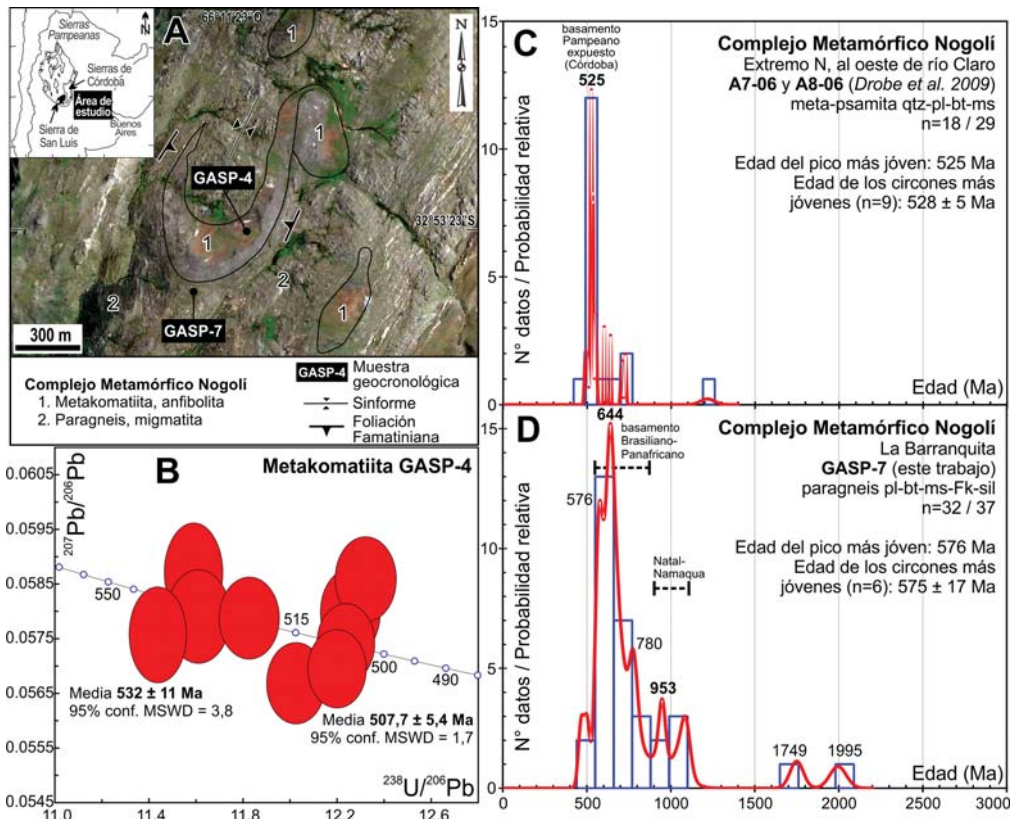 66°11'23"O
Sierras
Pampeanas
N
Sierras de
Córdoba
Área de
estudio
Buenos
Aires
Sierra de
San Luis
A
N
1
1
GASP-4
32°53'23"S
1
2
2
1
GASP-7
300 m
Complejo Metamórfico Nogolí
1. Metakomatiita, anfibolita
2. Paragneis, migmatita
GASP-4 Muestra
geocronológica
Sinforme
Foliación
Famatiniana
B
Metakomatiita GASP-4
207Pb/206Pb
0.0605
0.0595
0.0585
0.0575
0.0565
0.0555
0.0545
550
515
500
490
Media 532 ± 11 Ma
95% conf. MSWD = 3,8
Media 507,7 ± 5,4 Ma
95% conf. MSWD = 1,7
238U/206Pb
11.0 11.4 11.8 12.2 12.6
C
N° datos / Probabilidad relativa
15
10
5
0
basamento
Pampeano
expuesto
(Córdoba)
525
Complejo Metamórfico Nogolí
Extremo N, al oeste de río Claro
A7-06 y A8-06 (Drobe et al. 2009)
meta-psamita qtz-pl-bt-ms
n=18 / 29
Edad del pico más jóven: 525 Ma
Edad de los circones más
jóvenes (n=9): 528 ± 5 Ma
Edad (Ma)
D
N° datos / Probabilidad relativa
15
10
5
0
644
basamento
Brasiliano-
Panafricano
576
Natal-
Namaqua
780
953
1749
1995
Complejo Metamórfico Nogolí
La Barranquita
GASP-7 (este trabajo)
paragneis pl-bt-ms-Fk-sil
n=32 / 37
Edad del pico más jóven: 576 Ma
Edad de los circones más
jóvenes (n=6): 575 ± 17 Ma
Edad (Ma)
0 500 1000 1500 2000 2500 3000